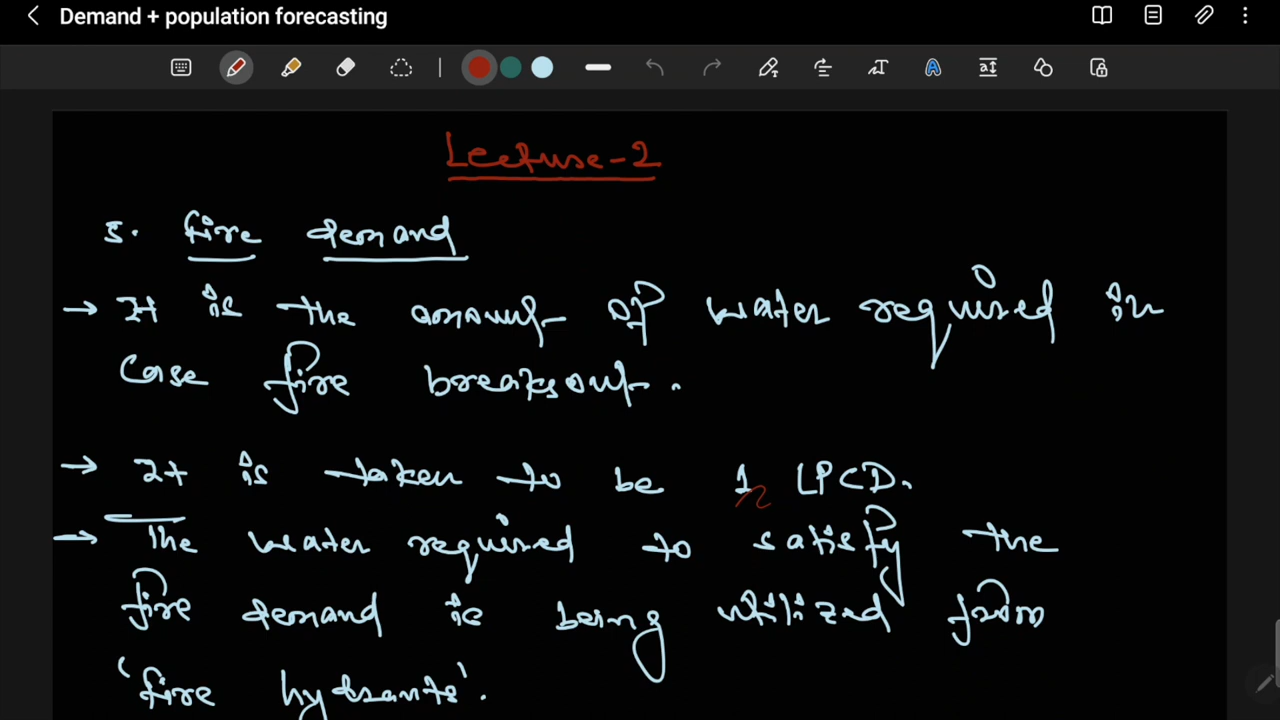 Demand + population forecasting
Lecture-2
5. fire demand
→ It is the amount of water required in
case fire breaksout.
→ It is taken to be 1 LPCD.
→ The water required to satisfy the
fire demand is being utilized from
'fire hydrants'.